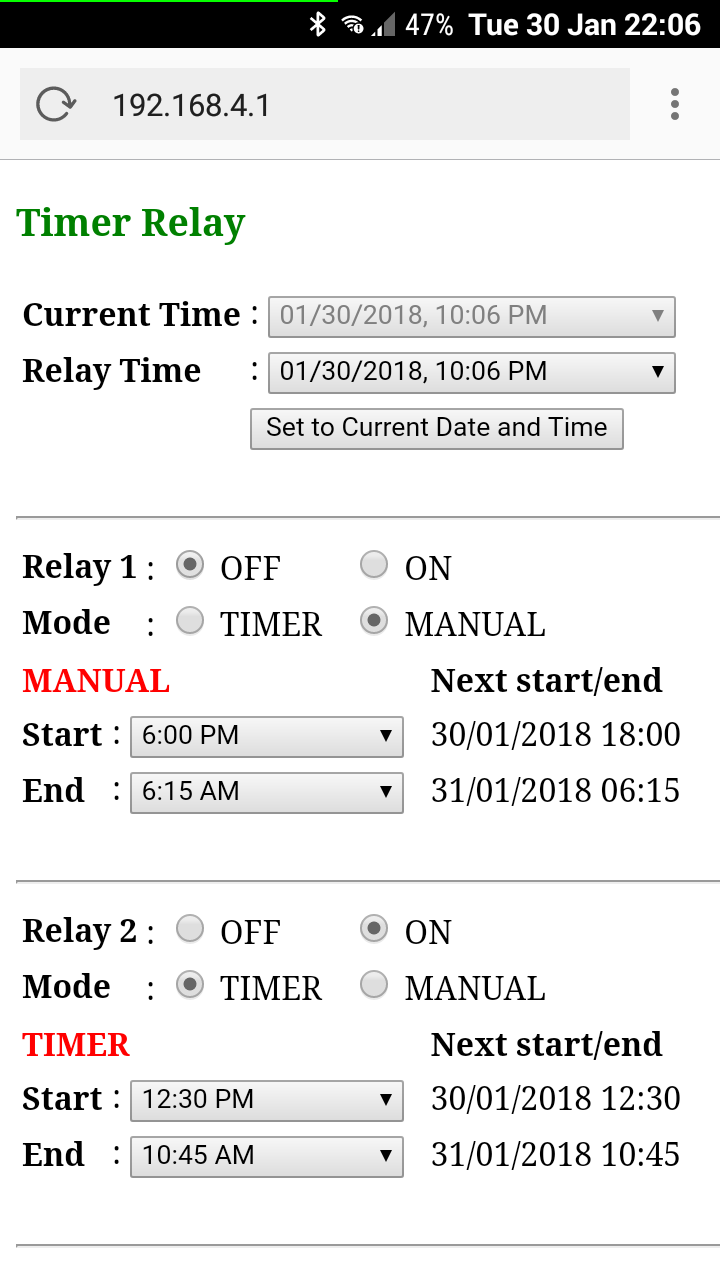 47% Tue 30 Jan 22:06
192.168.4.1
Timer Relay
Current Time : 01/30/2018, 10:06 PM
Relay Time : 01/30/2018, 10:06 PM
Set to Current Date and Time
Relay 1 : OFF ON
Mode : TIMER MANUAL
MANUAL Next start/end
Start : 6:00 PM 30/01/2018 18:00
End : 6:15 AM 31/01/2018 06:15
Relay 2 : OFF ON
Mode : TIMER MANUAL
TIMER Next start/end
Start : 12:30 PM 30/01/2018 12:30
End : 10:45 AM 31/01/2018 10:45